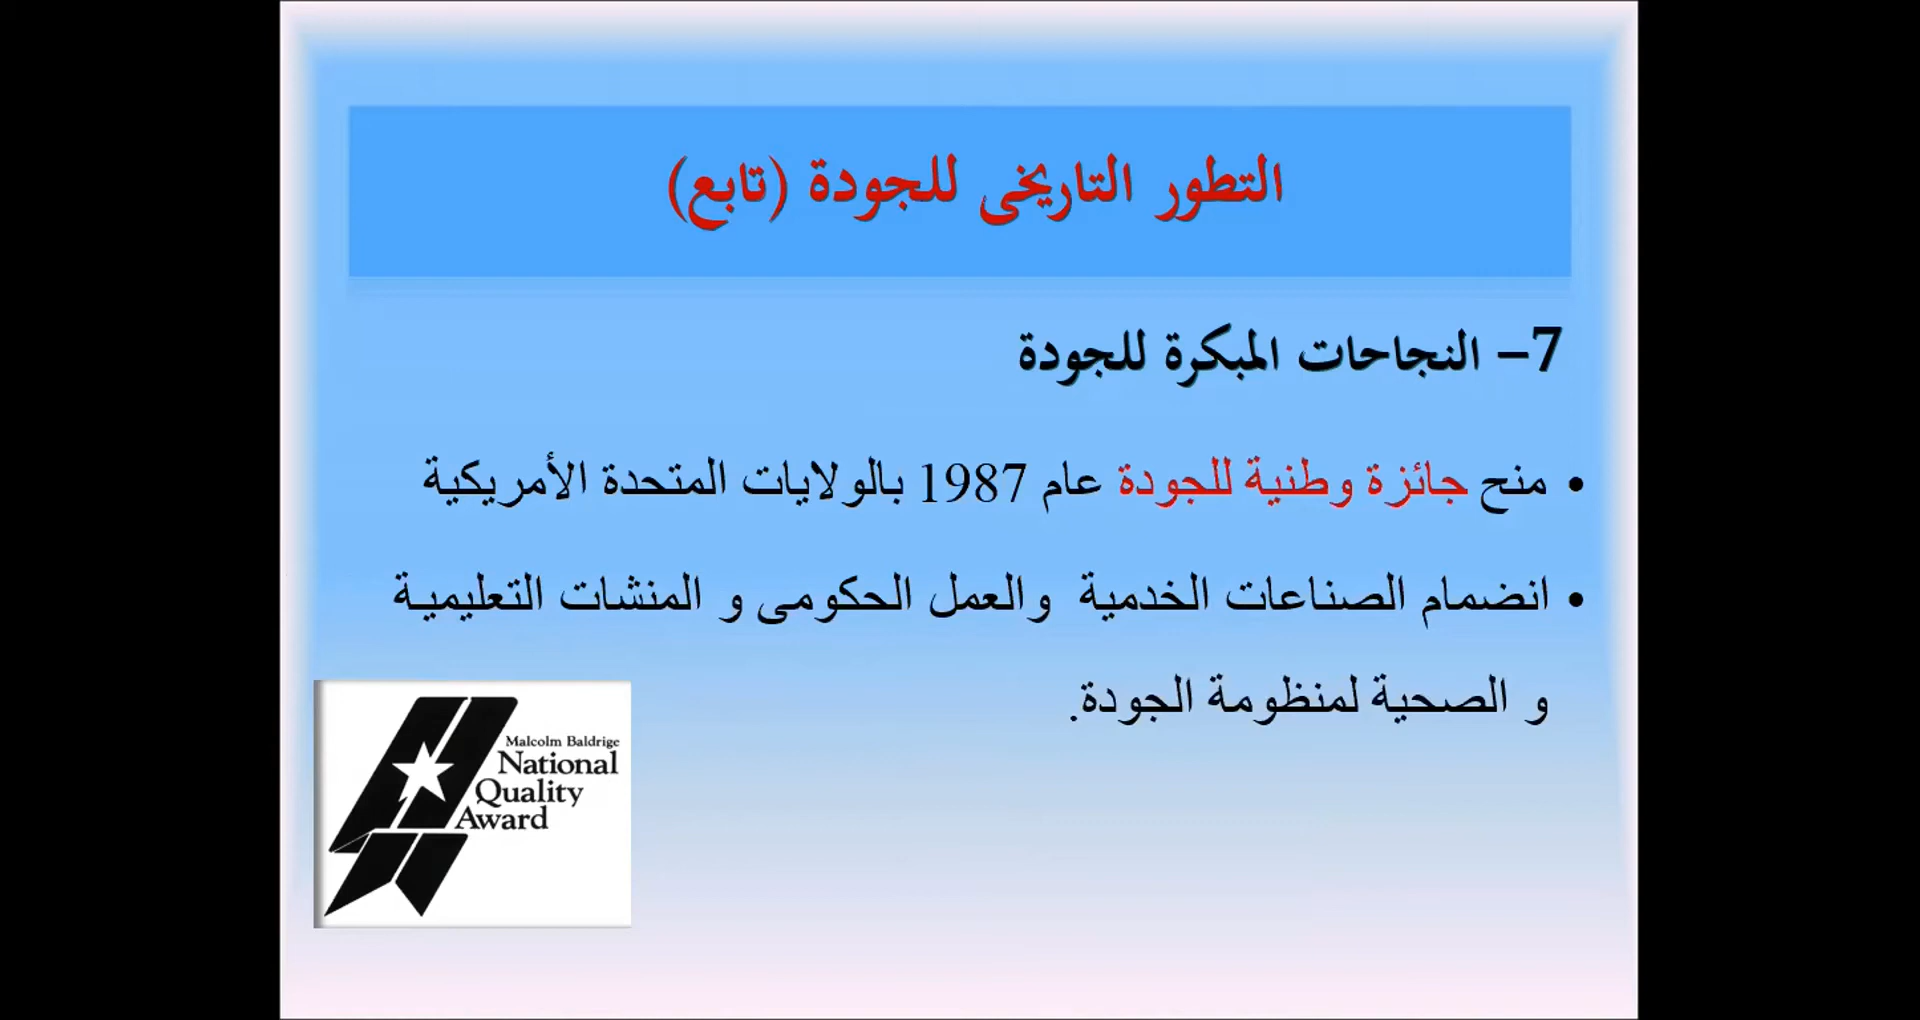 التطور التاريخى للجودة (تابع)
7- النجاحات المبكرة للجودة
• منح جائزة وطنية للجودة عام 1987 بالولايات المتحدة الأمريكية
• انضمام الصناعات الخدمية والعمل الحكومى و المنشات التعليمية
و الصحية لمنظومة الجودة.
Malcolm Baldrige
National
Quality
Award